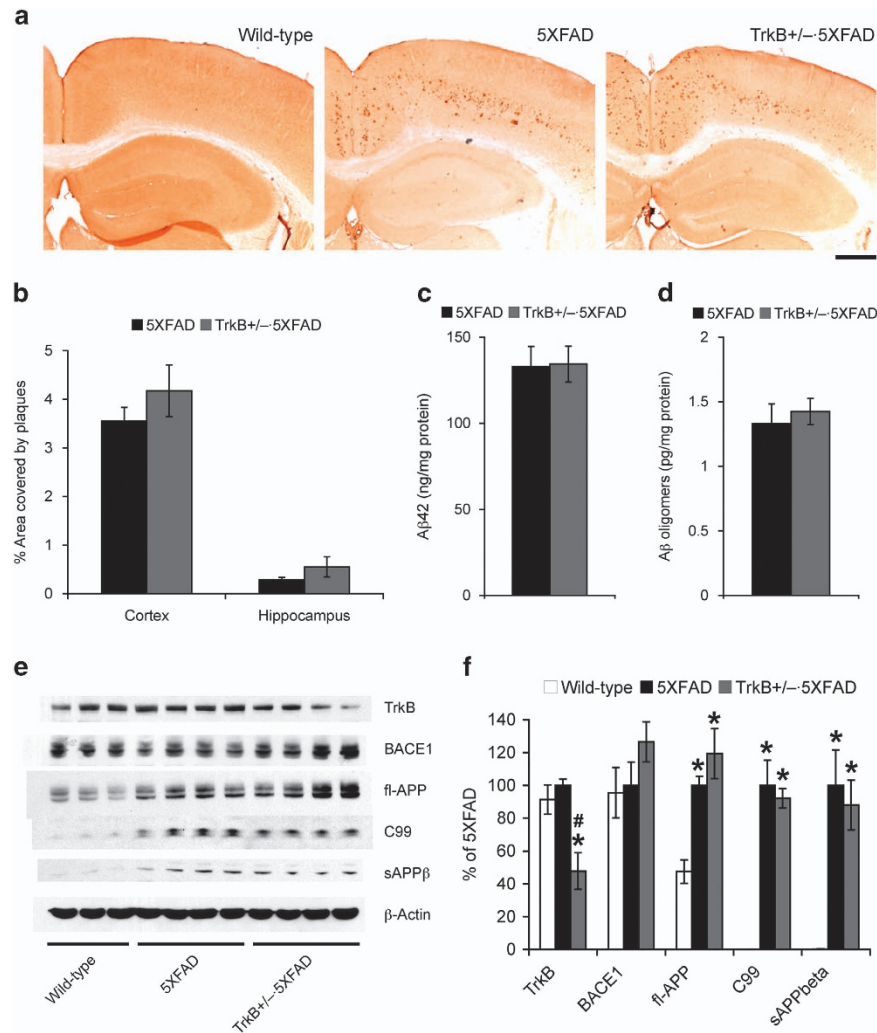 a
Wild-type
5XFAD
TrkB+/–·5XFAD
b
5XFAD TrkB+/–·5XFAD
% Area covered by plaques
5
4
3
2
1
0
Cortex
Hippocampus
c
5XFAD TrkB+/–·5XFAD
Aβ42 (ng/mg protein)
150
100
50
0
d
5XFAD TrkB+/–·5XFAD
Aβ oligomers (pg/mg protein)
2
1.5
1
0.5
0
e
TrkB
BACE1
fl-APP
C99
sAPPβ
β-Actin
Wild-type
5XFAD
TrkB+/–·5XFAD
f
Wild-type 5XFAD TrkB+/–·5XFAD
% of 5XFAD
140
120
100
80
60
40
20
0
#
*
*
*
*
*
*
*
TrkB
BACE1
fl-APP
C99
sAPPbeta